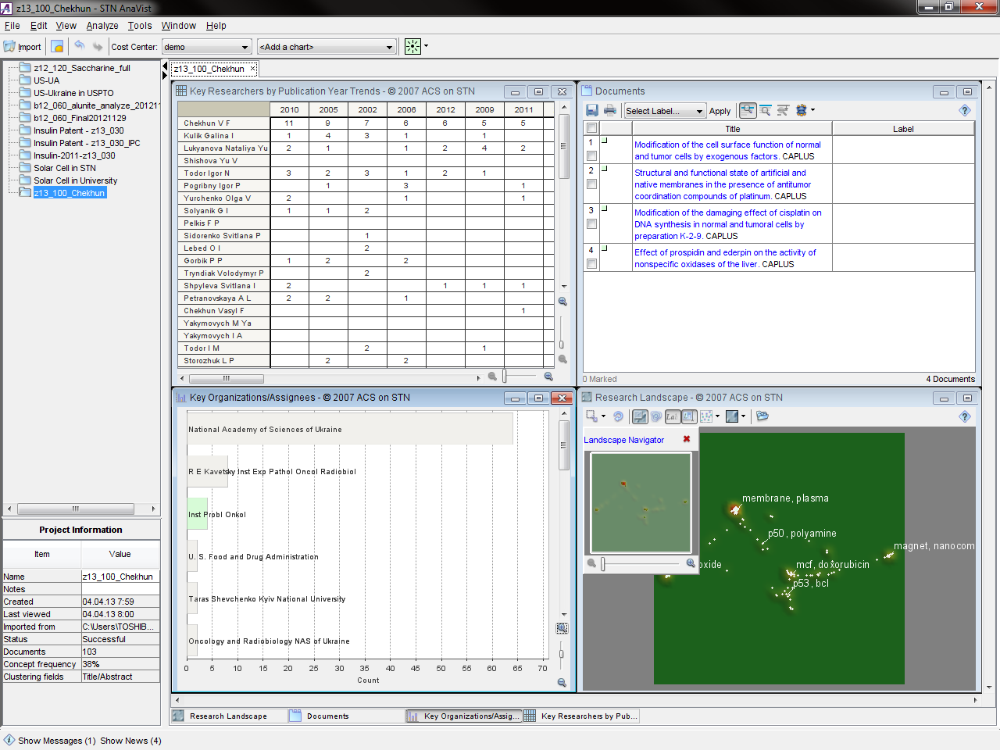 z13_100_Chekhun - STN AnaVist
File Edit View Analyze Tools Window Help
Import Cost Center: demo <Add a chart>
z12_120_Saccharine_full
US-UA
US-Ukraine in USPTO
b12_060_alunite_analyze_201211
b12_060_Final20121129
Insulin Patent - z13_030
Insulin Patent - z13_030_IPC
Insulin-2011-z13_030
Solar Cell in STN
Solar Cell in University
z13_100_Chekhun
Project Information
Item Value
Name z13_100_Chekhun
Notes
Created 04.04.13 7:59
Last viewed 04.04.13 8:00
Imported from C:\Users\TOSHIB...
Status Successful
Documents 103
Concept frequency 38%
Clustering fields Title/Abstract
z13_100_Chekhun
Key Researchers by Publication Year Trends - © 2007 ACS on STN
2010 2005 2002 2006 2012 2009 2011
Chekhun V F 11 9 7 6 6 5 5
Kulik Galina I 1 4 3 1 1
Lukyanova Nataliya Yu 2 1 1 2 4 2
Shishova Yu V
Todor Igor N 3 2 3 1 2 1
Pogribny Igor P 1 3 1
Yurchenko Olga V 2 1 1
Solyanik G I 1 1 2
Pelkis F P
Sidorenko Svitlana P 1
Lebed O I 2
Gorbik P P 1 2 2
Tryndiak Volodymyr P 2
Shpyleva Svitlana I 2 1 1 1
Petranovskaya A L 2 2 1
Chekhun Vasyl F 1
Yakymovych M Ya
Yakymovych I A
Todor I M 2 1
Storozhuk L P 2 2
Documents
Select Label... Apply
Title Label
1 Modification of the cell surface function of normal
and tumor cells by exogenous factors. CAPLUS
2 Structural and functional state of artificial and
native membranes in the presence of antitumor
coordination compounds of platinum. CAPLUS
3 Modification of the damaging effect of cisplatin on
DNA synthesis in normal and tumoral cells by
preparation K-2-9. CAPLUS
4 Effect of prospidin and ederpin on the activity of
nonspecific oxidases of the liver. CAPLUS
0 Marked 4 Documents
Key Organizations/Assignees - © 2007 ACS on STN
National Academy of Sciences of Ukraine
R E Kavetsky Inst Exp Pathol Oncol Radiobiol
Inst Probl Onkol
U. S. Food and Drug Administration
Taras Shevchenko Kyiv National University
Oncology and Radiobiology NAS of Ukraine
0 5 10 15 20 25 30 35 40 45 50 55 60 65 70
Count
Research Landscape - © 2007 ACS on STN
Lal
Landscape Navigator
membrane, plasma
p50, polyamine
magnet, nanocom
oxide
mcf, doxorubicin
p53, bcl
Research Landscape Documents Key Organizations/Assig... Key Researchers by Pub...
Show Messages (1) Show News (4)